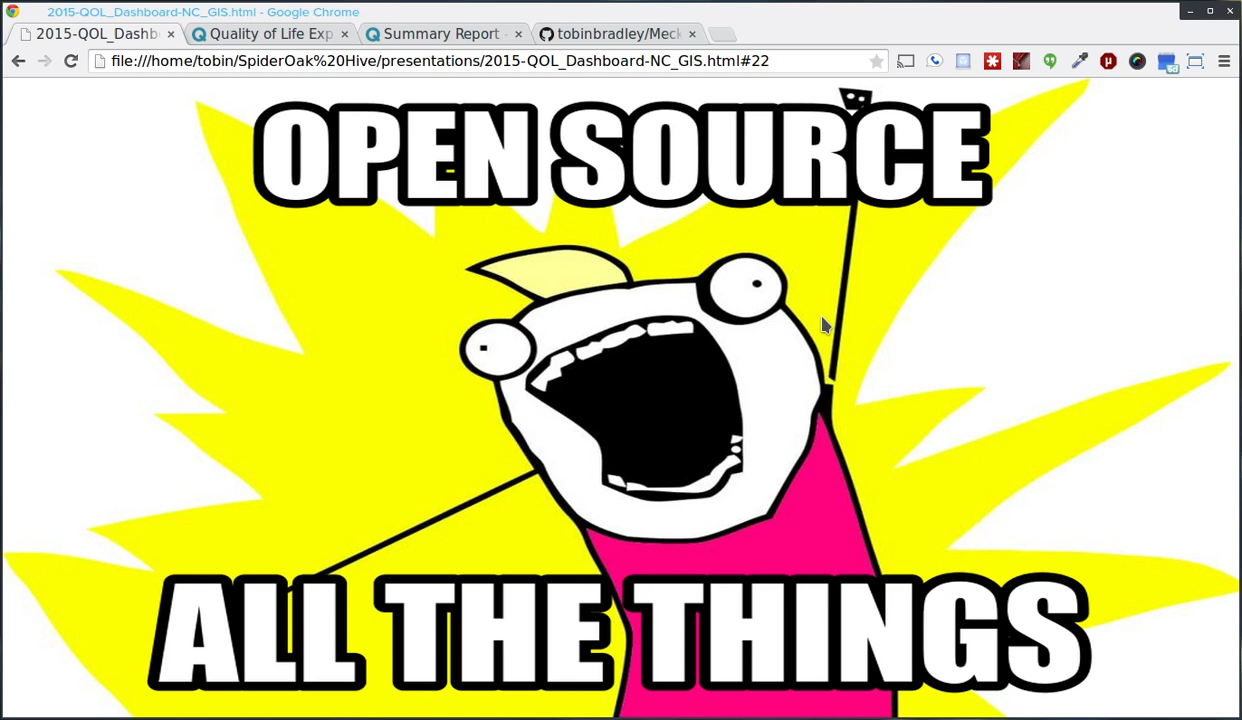 2015-QOL_Dashboard-NC_GIS.html - Google Chrome
2015-QOL_Dashb Quality of Life Exp Summary Report - tobinbradley/Meck
file:///home/tobin/SpiderOak%20Hive/presentations/2015-QOL_Dashboard-NC_GIS.html#22
OPEN SOURCE
ALL THE THINGS